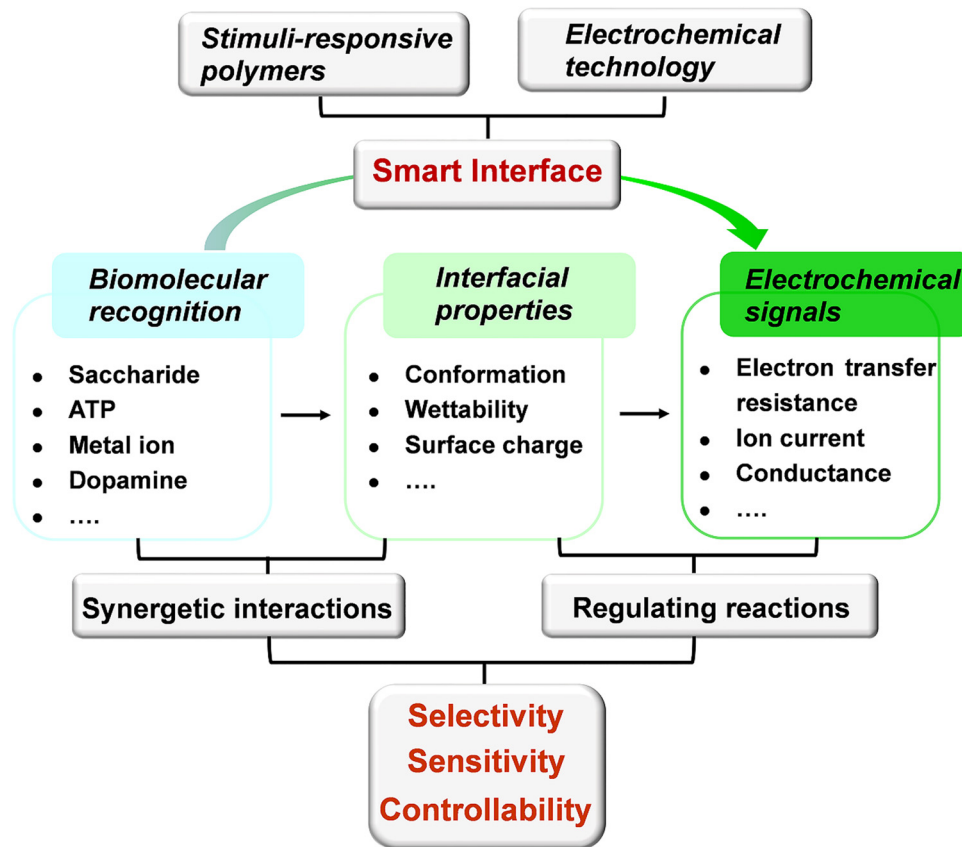 Stimuli-responsive
polymers
Electrochemical
technology
Smart Interface
Biomolecular
recognition
• Saccharide
• ATP
• Metal ion
• Dopamine
• ....
Interfacial
properties
• Conformation
• Wettability
• Surface charge
• ....
Electrochemical
signals
• Electron transfer
resistance
• Ion current
• Conductance
• ....
Synergetic interactions
Regulating reactions
Selectivity
Sensitivity
Controllability